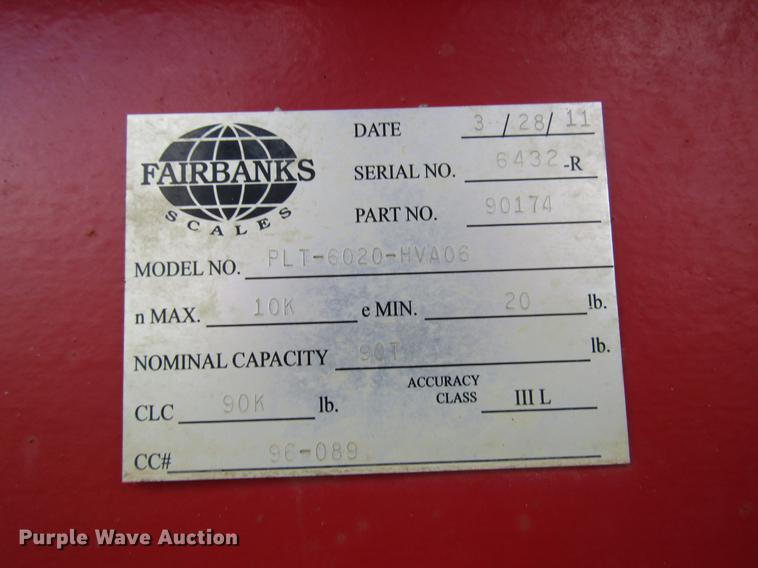 FAIRBANKS
SCALES
DATE 3 / 28 / 11
SERIAL NO. 6432 -R
PART NO. 90174
MODEL NO. PLT-6020-HVA06
n MAX. 10K e MIN. 20 lb.
NOMINAL CAPACITY 90T lb.
CLC 90K lb. ACCURACY CLASS III L
CC# 96-089
Purple Wave Auction